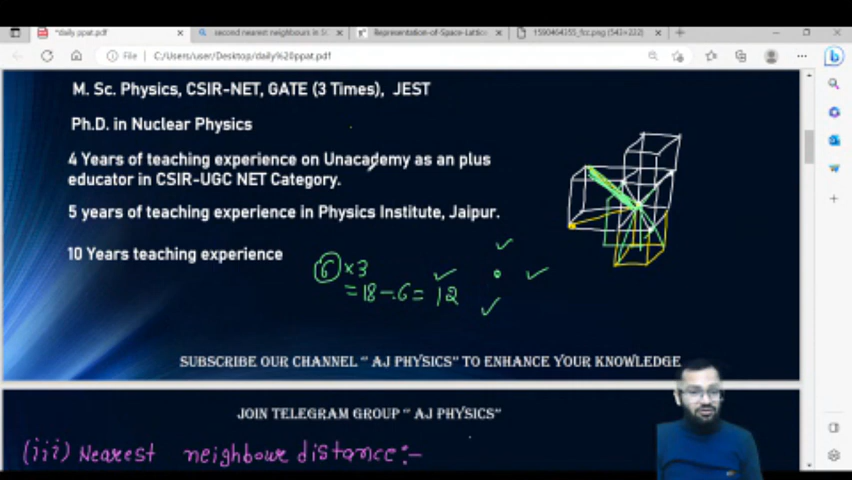 *daily ppat.pdf
second nearest neighbours in SC
Representation-of-Space-Lattic
1590464355_fcc.png (543×222)
File
C:/Users/user/Desktop/daily%20ppat.pdf
M. Sc. Physics, CSIR-NET, GATE (3 Times), JEST
Ph.D. in Nuclear Physics
4 Years of teaching experience on Unacademy as an plus
educator in CSIR-UGC NET Category.
5 years of teaching experience in Physics Institute, Jaipur.
10 Years teaching experience
6 × 3
= 18 - 6 = 12
SUBSCRIBE OUR CHANNEL “ AJ PHYSICS” TO ENHANCE YOUR KNOWLEDGE
JOIN TELEGRAM GROUP “ AJ PHYSICS”
(iii) Nearest neighbour distance :-